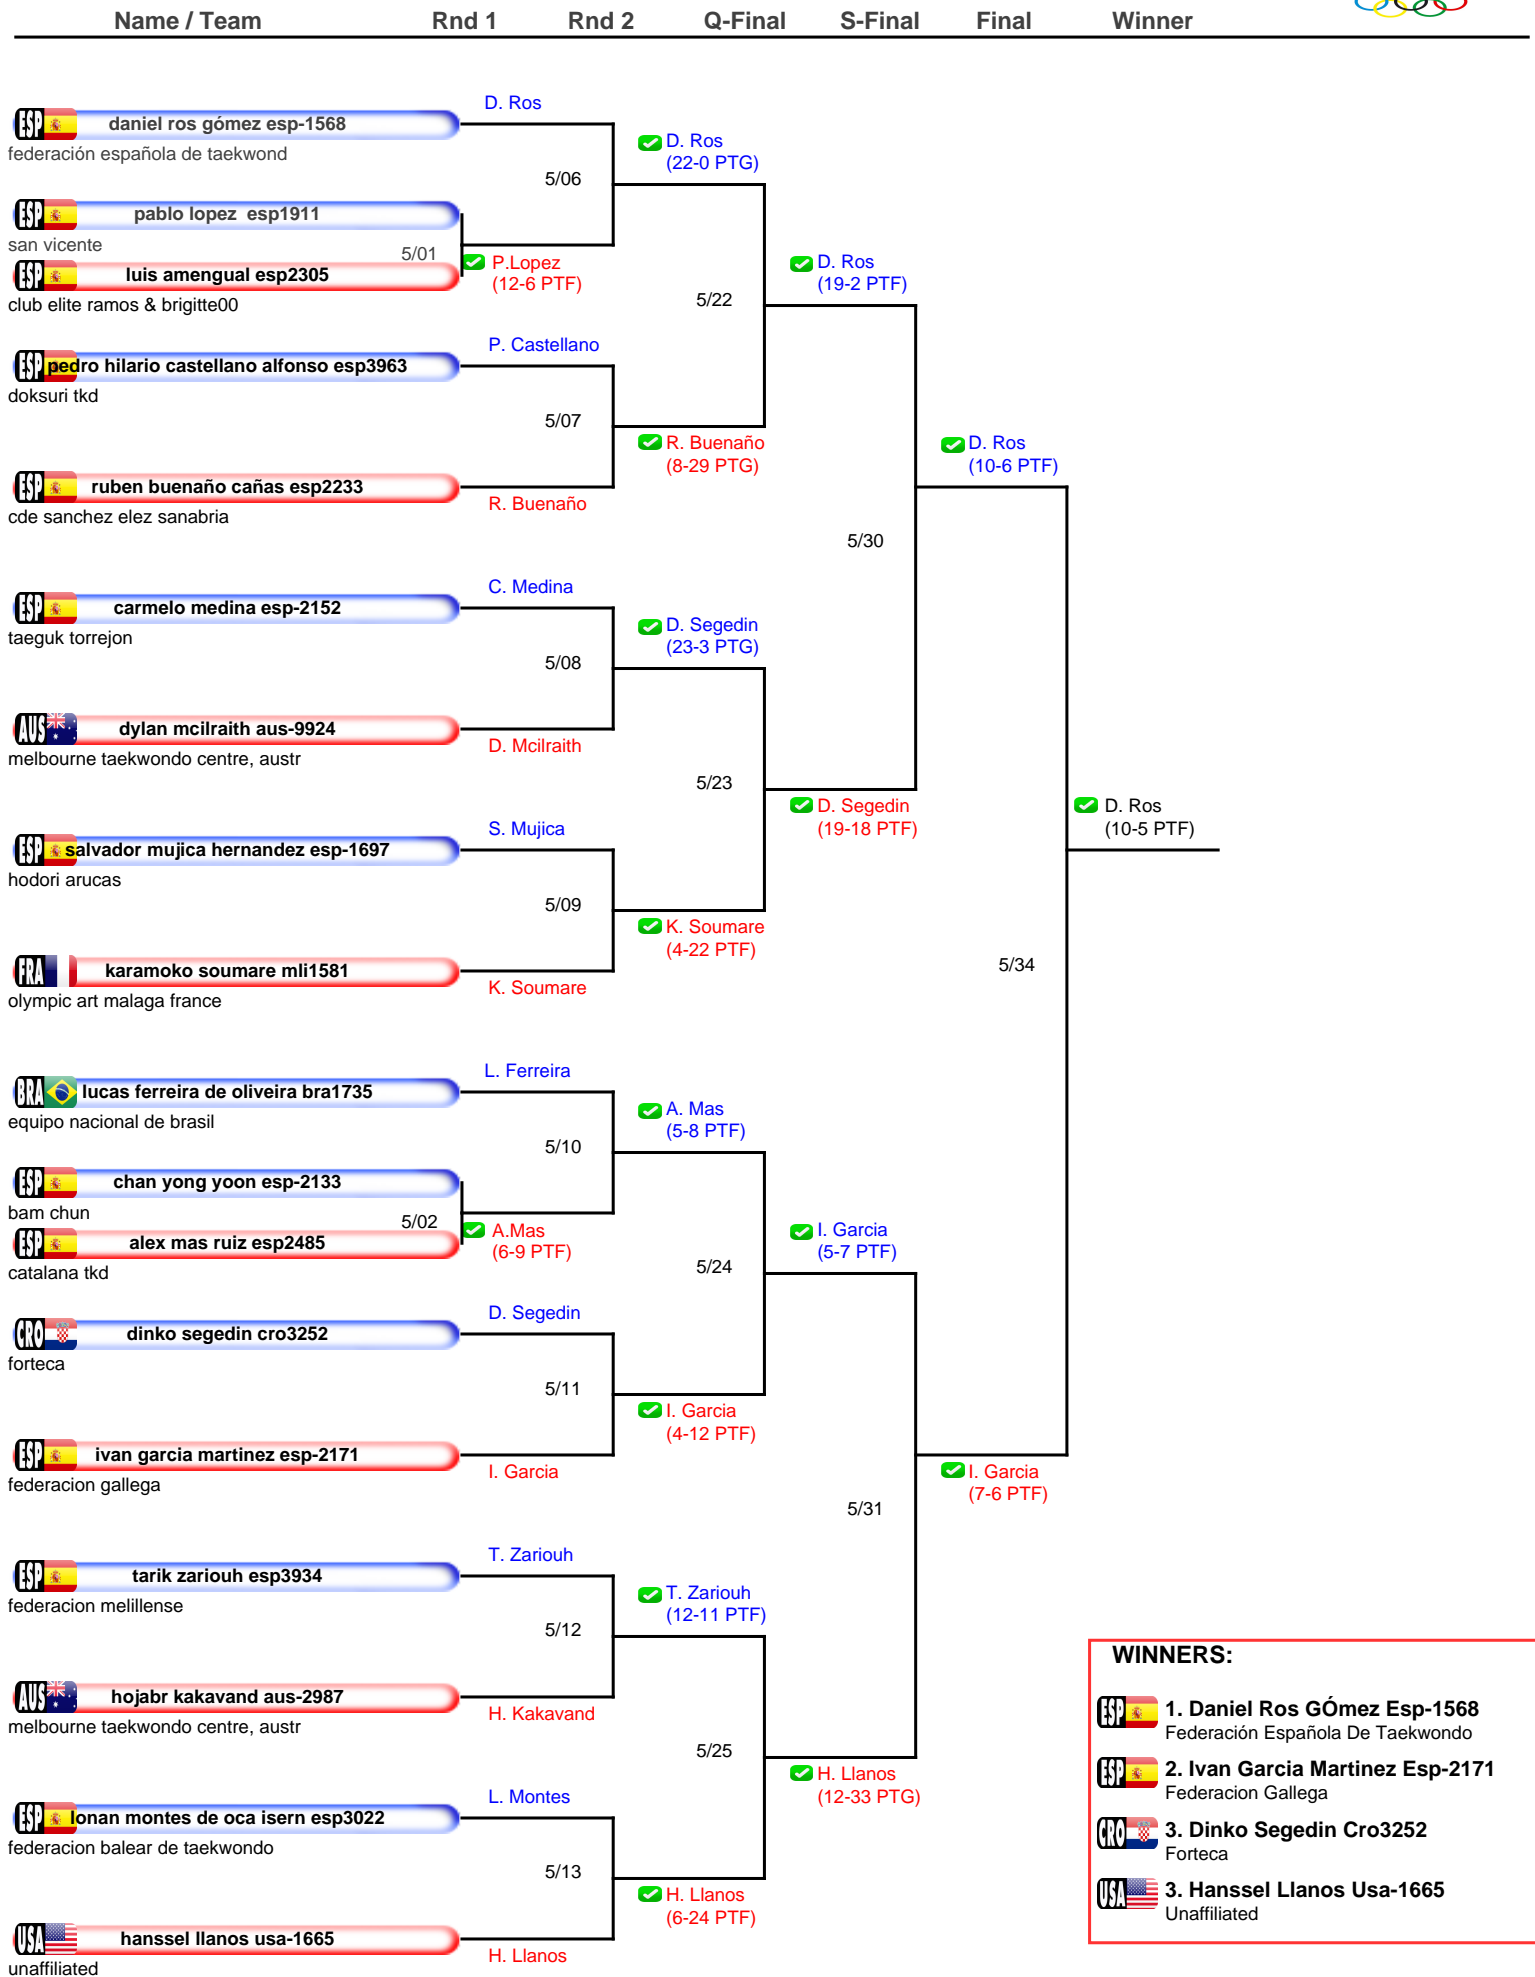 Name / Team Rnd 1 Rnd 2 Q-Final S-Final Final Winner
D. Ros
ESP daniel ros gómez esp-1568
federación española de taekwond
D. Ros
(22-0 PTG)
5/06
ESP pablo lopez esp1911
san vicente
5/01
ESP luis amengual esp2305
club elite ramos & brigitte00
P.Lopez
(12-6 PTF)
D. Ros
(19-2 PTF)
5/22
P. Castellano
ESP pedro hilario castellano alfonso esp3963
doksuri tkd
5/07
R. Buenaño
(8-29 PTG)
D. Ros
(10-6 PTF)
ESP ruben buenaño cañas esp2233
cde sanchez elez sanabria
R. Buenaño
5/30
C. Medina
ESP carmelo medina esp-2152
taeguk torrejon
D. Segedin
(23-3 PTG)
5/08
AUS dylan mcilraith aus-9924
melbourne taekwondo centre, austr
D. Mcilraith
5/23
D. Segedin
(19-18 PTF)
D. Ros
(10-5 PTF)
S. Mujica
ESP salvador mujica hernandez esp-1697
hodori arucas
5/09
K. Soumare
(4-22 PTF)
FRA karamoko soumare mli1581
olympic art malaga france
K. Soumare
5/34
L. Ferreira
BRA lucas ferreira de oliveira bra1735
equipo nacional de brasil
A. Mas
(5-8 PTF)
5/10
ESP chan yong yoon esp-2133
bam chun
5/02
ESP alex mas ruiz esp2485
catalana tkd
A.Mas
(6-9 PTF)
I. Garcia
(5-7 PTF)
5/24
D. Segedin
CRO dinko segedin cro3252
forteca
5/11
I. Garcia
(4-12 PTF)
ESP ivan garcia martinez esp-2171
federacion gallega
I. Garcia
I. Garcia
(7-6 PTF)
5/31
T. Zariouh
ESP tarik zariouh esp3934
federacion melillense
T. Zariouh
(12-11 PTF)
5/12
AUS hojabr kakavand aus-2987
melbourne taekwondo centre, austr
H. Kakavand
5/25
H. Llanos
(12-33 PTG)
L. Montes
ESP lonan montes de oca isern esp3022
federacion balear de taekwondo
5/13
H. Llanos
(6-24 PTF)
USA hanssel llanos usa-1665
unaffiliated
H. Llanos
WINNERS:
ESP 1. Daniel Ros GÓmez Esp-1568
Federación Española De Taekwondo
ESP 2. Ivan Garcia Martinez Esp-2171
Federacion Gallega
CRO 3. Dinko Segedin Cro3252
Forteca
USA 3. Hanssel Llanos Usa-1665
Unaffiliated